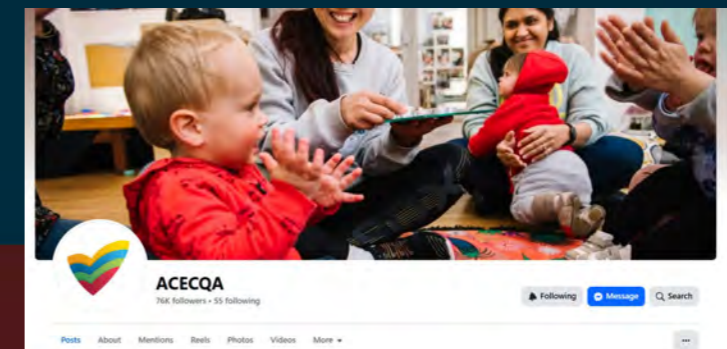 ACECQA
76K followers • 55 following
Following
Message
Search
Posts About Mentions Reels Photos Videos More